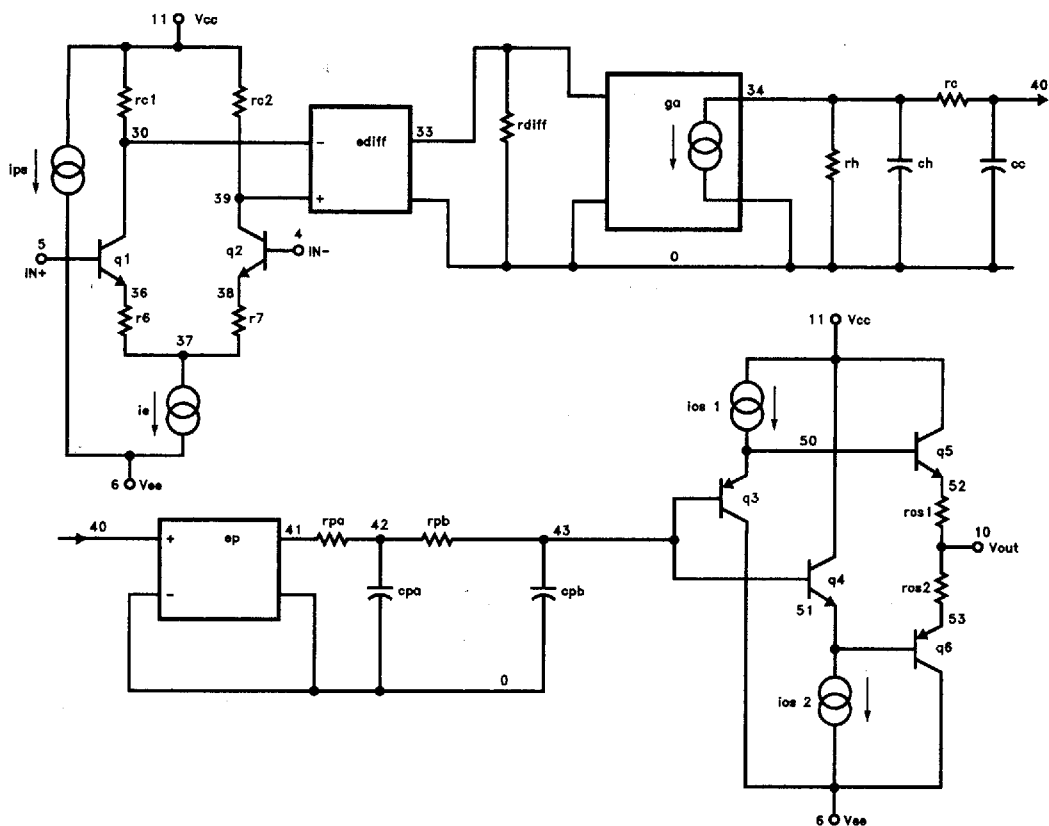 11 Vcc
rc1
rc2
30
ediff
33
rdiff
ga
34
rc
40
rh
ch
cc
ips
39
5
IN+
q1
q2
4
IN-
36
38
r6
r7
37
ie
0
6 Vee
11 Vcc
ios 1
50
q5
q3
52
ros1
10
Vout
40
ep
41
rpa
42
rpb
43
cpa
cpb
q4
51
ros2
53
q6
0
ios 2
6 Vee